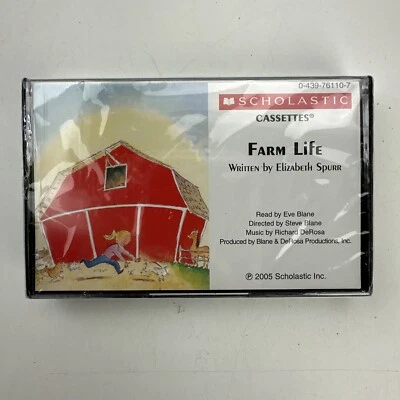 0-439-76110-7
SCHOLASTIC
CASSETTES®
FARM LIFE
WRITTEN BY ELIZABETH SPURR
Read by Eve Blane
Directed by Steve Blane
Music by Richard DeRosa
Produced by Blane & DeRosa Productions, Inc.
℗ 2005 Scholastic Inc.